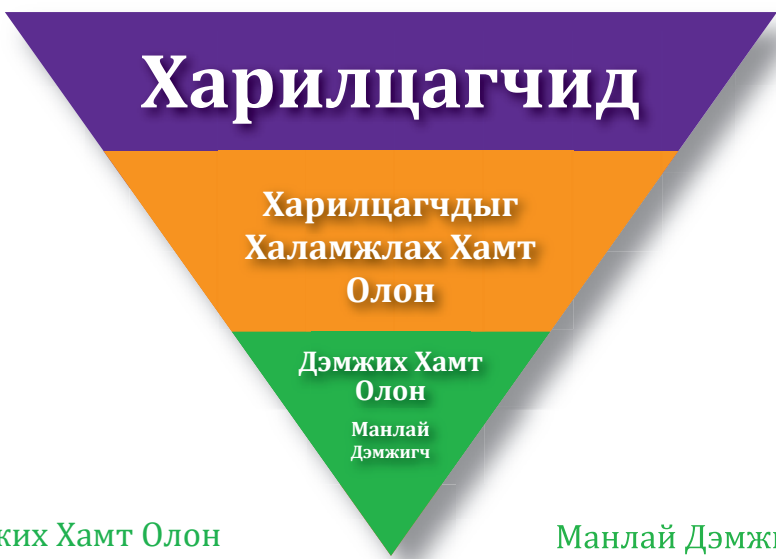 Харилцагчид
Харилцагчдыг
Халамжлах Хамт
Олон
Дэмжих Хамт
Олон
Манлай
Дэмжигч
Хамт Олон
Манлай